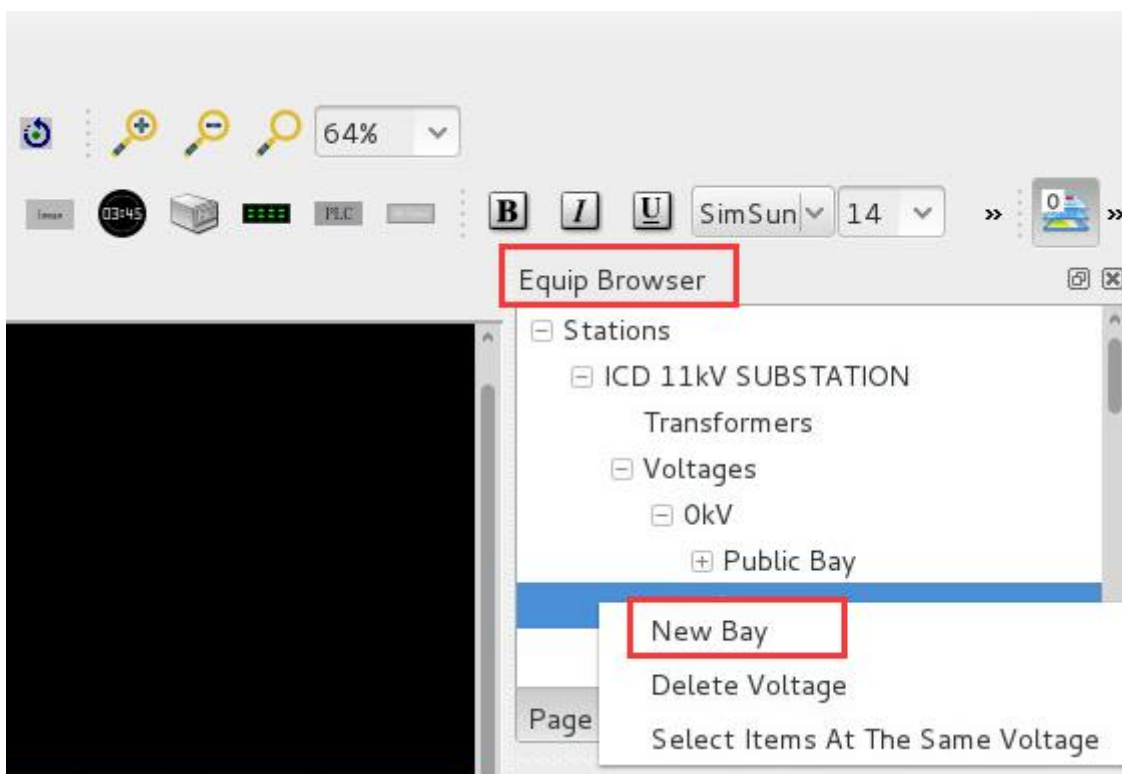 64%
03:45 PLC B I U SimSun 14 » 0 »
Equip Browser
Stations
ICD 11kV SUBSTATION
Transformers
Voltages
0kV
Public Bay
New Bay
Delete Voltage
Page
Select Items At The Same Voltage